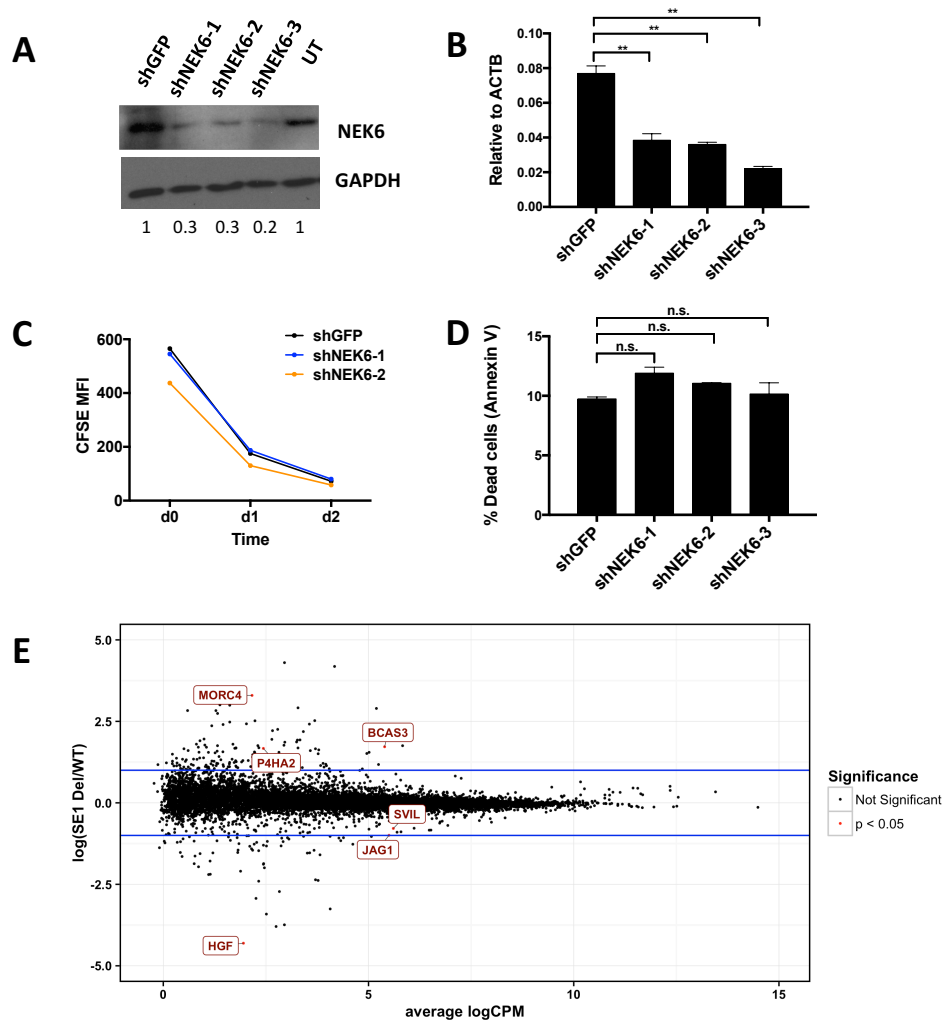 A
shGFP
shNEK6-1
shNEK6-2
shNEK6-3
UT
NEK6
GAPDH
1 0.3 0.3 0.2 1
B
Relative to ACTB
0.10
0.08
0.06
0.04
0.02
0.00
**
**
**
shGFP
shNEK6-1
shNEK6-2
shNEK6-3
C
CFSE MFI
600
400
200
0
d0 d1 d2
Time
shGFP
shNEK6-1
shNEK6-2
D
% Dead cells (Annexin V)
15
10
5
0
n.s.
n.s.
n.s.
shGFP
shNEK6-1
shNEK6-2
shNEK6-3
E
log(SE1 Del/WT)
5.0
2.5
0.0
-2.5
-5.0
MORC4
BCAS3
P4HA2
SVIL
JAG1
HGF
0 5 10 15
average logCPM
Significance
Not Significant
p < 0.05